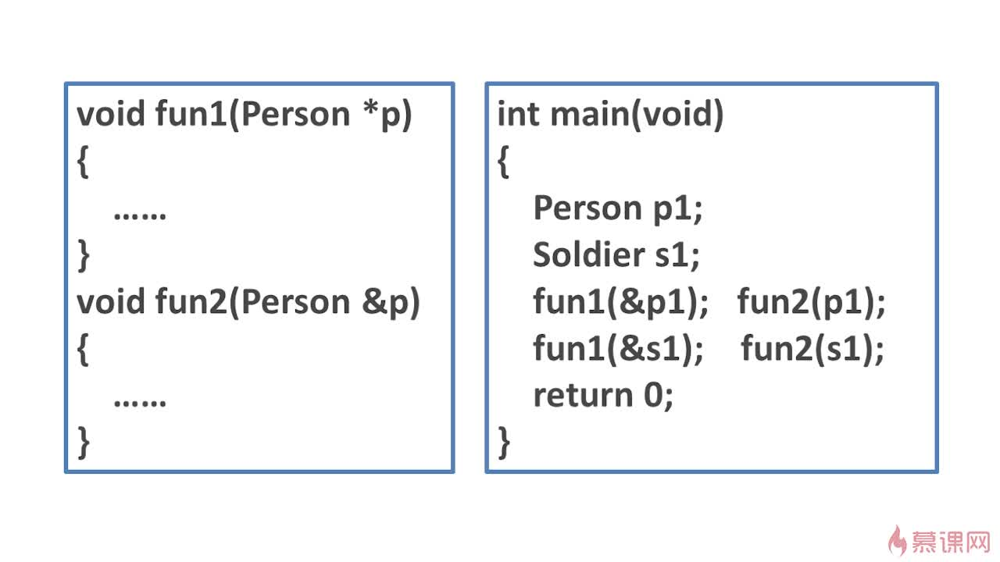 void fun1(Person *p)
{
……
}
void fun2(Person &p)
{
……
}
int main(void)
{
Person p1;
Soldier s1;
fun1(&p1); fun2(p1);
fun1(&s1); fun2(s1);
return 0;
}
慕课网